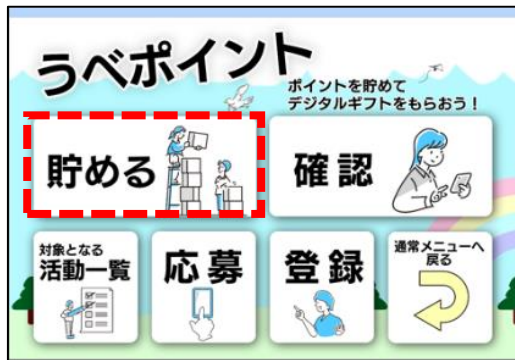 うべポイント
ポイントを貯めて
デジタルギフトをもらおう！
貯める
確認
対象となる
活動一覧
応募
登録
通常メニューへ
戻る